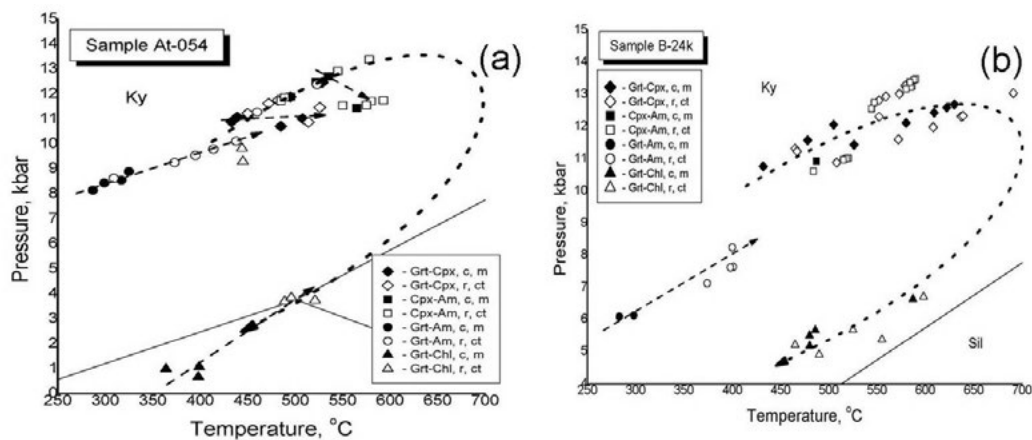 Sample At-054
(a)
Ky
Pressure, kbar
15
14
13
12
11
10
9
8
7
6
5
4
3
2
1
0
- Grt-Cpx, c, m
- Grt-Cpx, r, ct
- Cpx-Am, c, m
- Cpx-Am, r, ct
- Grt-Am, c, m
- Grt-Am, r, ct
- Grt-Chl, c, m
- Grt-Chl, r, ct
250 300 350 400 450 500 550 600 650 700
Temperature, °C
Sample B-24k
(b)
Ky
Pressure, kbar
15
14
13
12
11
10
9
8
7
6
5
4
- Grt-Cpx, c, m
- Grt-Cpx, r, ct
- Cpx-Am, c, m
- Cpx-Am, r, ct
- Grt-Am, c, m
- Grt-Am, r, ct
- Grt-Chl, c, m
- Grt-Chl, r, ct
Sil
250 300 350 400 450 500 550 600 650 700
Temperature, °C